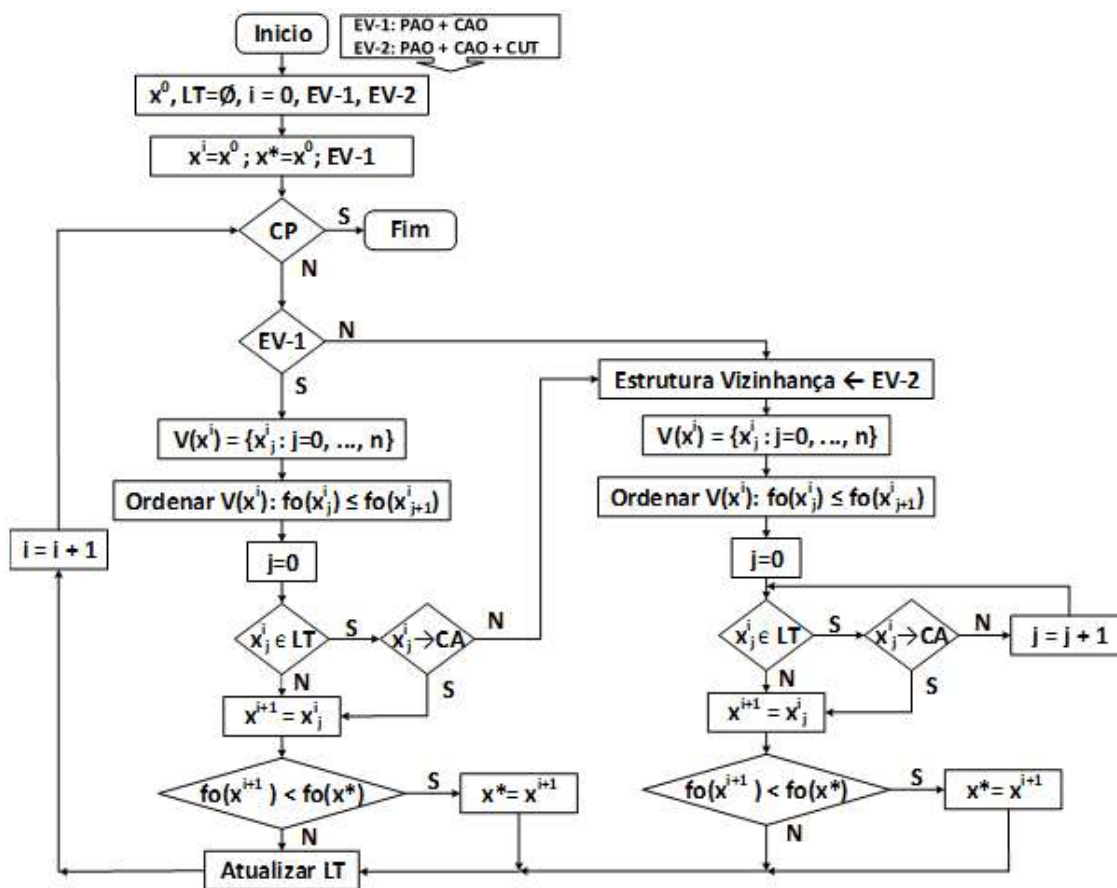 Inicio
EV-1: PAO + CAO
EV-2: PAO + CAO + CUT
x⁰, LT=Ø, i = 0, EV-1, EV-2
xⁱ=x⁰ ; x*=x⁰; EV-1
CP
S
Fim
N
EV-1
N
S
Estrutura Vizinhança ← EV-2
V(xⁱ) = {xⁱⱼ : j=0, ..., n}
Ordenar V(xⁱ): fo(xⁱⱼ) ≤ fo(xⁱⱼ₊₁)
j=0
xⁱⱼ ϵ LT
S
xⁱⱼ→CA
N
N
S
xⁱ⁺¹ = xⁱⱼ
fo(xⁱ⁺¹ ) < fo(x*)
S
x*= xⁱ⁺¹
N
Atualizar LT
i = i + 1
V(xⁱ) = {xⁱⱼ : j=0, ..., n}
Ordenar V(xⁱ): fo(xⁱⱼ) ≤ fo(xⁱⱼ₊₁)
j=0
xⁱⱼ ϵ LT
S
xⁱⱼ→CA
N
j = j + 1
N
S
xⁱ⁺¹ = xⁱⱼ
fo(xⁱ⁺¹ ) < fo(x*)
S
x*= xⁱ⁺¹
N